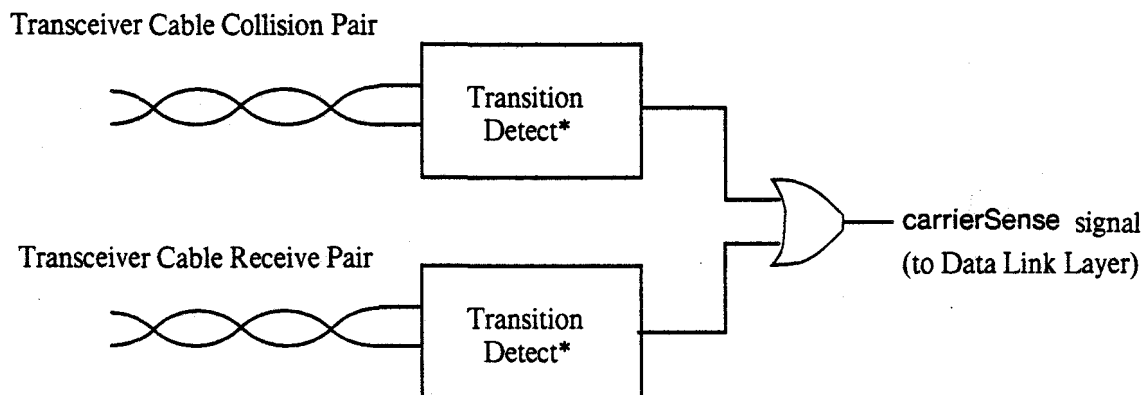 Transceiver Cable Collision Pair
Transition
Detect*
carrierSense signal
(to Data Link Layer)
Transceiver Cable Receive Pair
Transition
Detect*